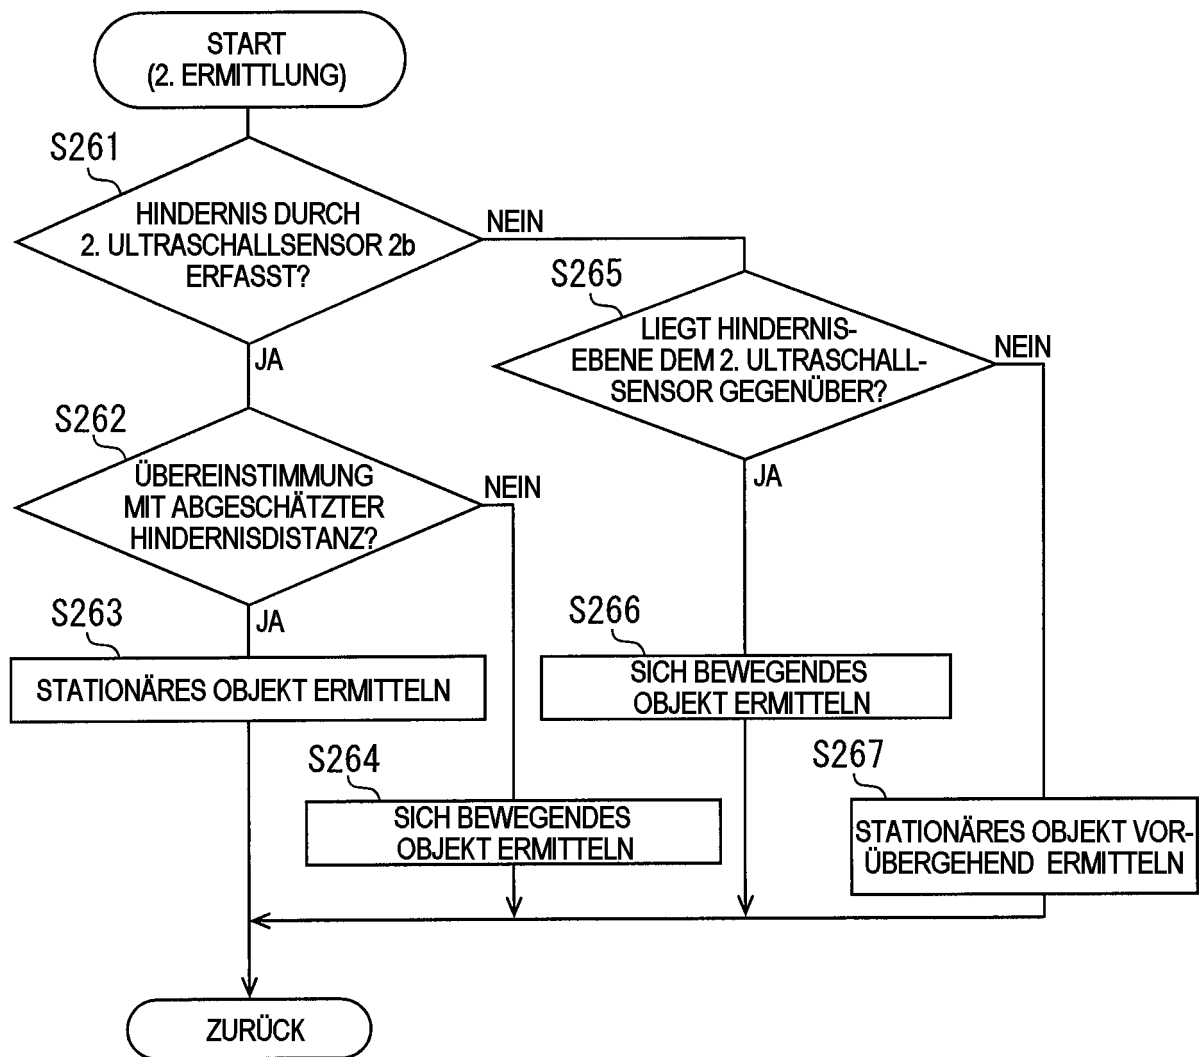 START
(2. ERMITTLUNG)
S261
HINDERNIS DURCH
2. ULTRASCHALLSENSOR 2b
ERFASST?
NEIN
JA
S265
LIEGT HINDERNIS-
EBENE DEM 2. ULTRASCHALL-
SENSOR GEGENÜBER?
NEIN
JA
S262
ÜBEREINSTIMMUNG
MIT ABGESCHÄTZTER
HINDERNISDISTANZ?
NEIN
JA
S263
STATIONÄRES OBJEKT ERMITTELN
S266
SICH BEWEGENDES
OBJEKT ERMITTELN
S264
SICH BEWEGENDES
OBJEKT ERMITTELN
S267
STATIONÄRES OBJEKT VOR-
ÜBERGEHEND ERMITTELN
ZURÜCK